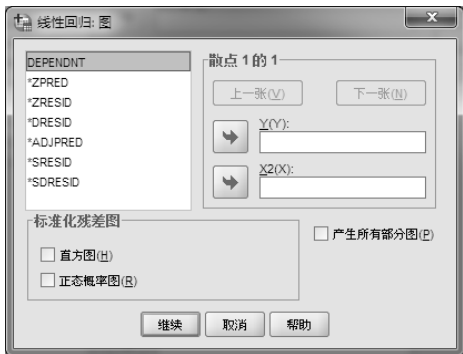 线性回归: 图
DEPENDNT
*ZPRED
*ZRESID
*DRESID
*ADJPRED
*SRESID
*SDRESID
散点 1 的 1
上一张(V)
下一张(N)
Y(Y):
X2(X):
标准化残差图
直方图(H)
正态概率图(R)
产生所有部分图(P)
继续
取消
帮助